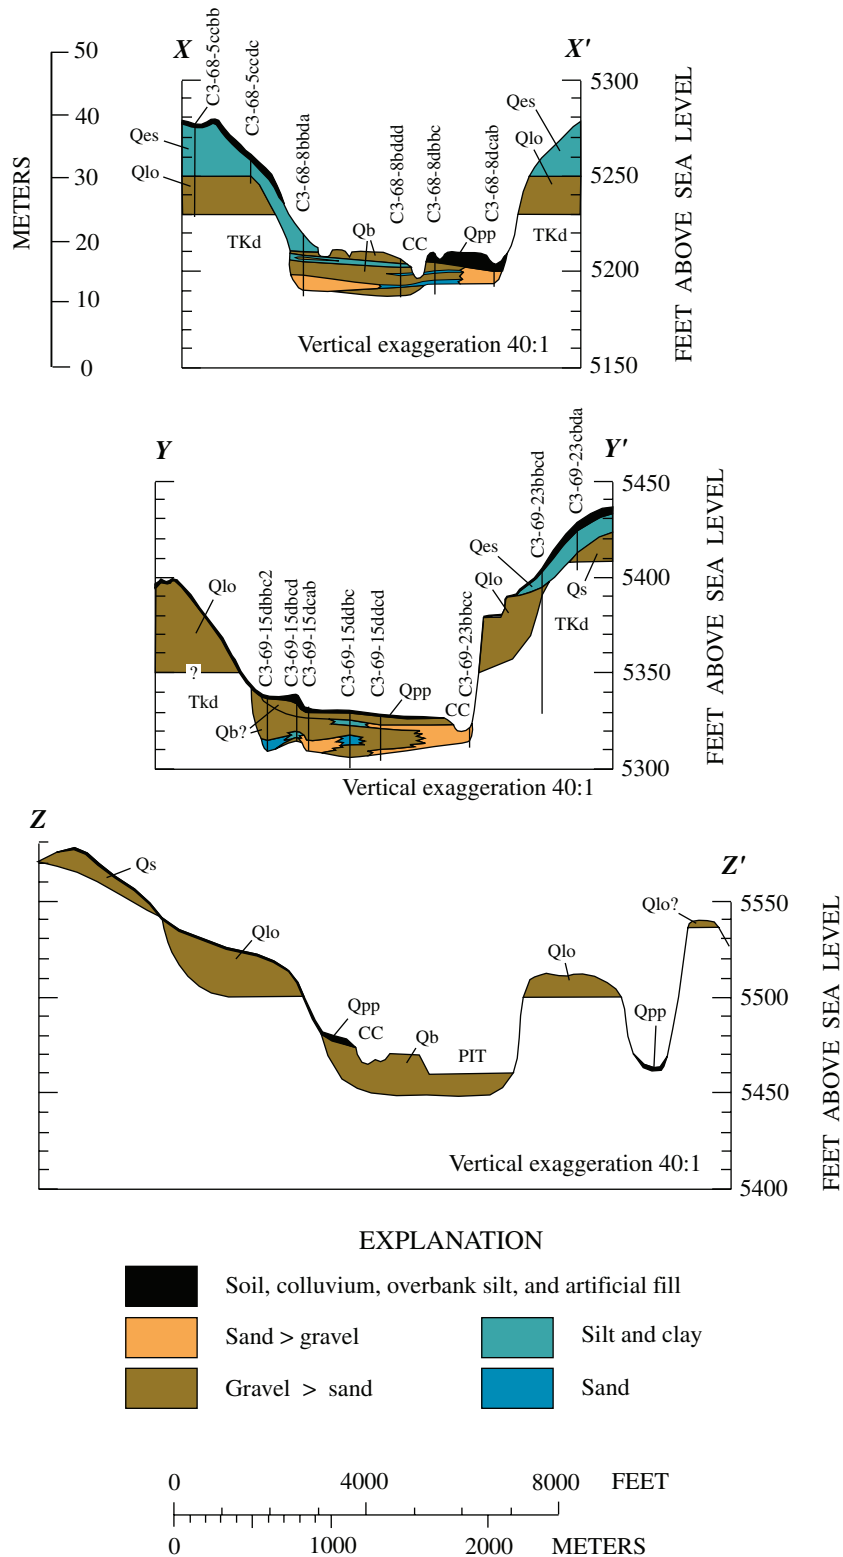 X
X'
C3-68-5ccbb
C3-68-5ccdc
C3-68-8bbda
C3-68-8bddd
C3-68-8dbbc
C3-68-8dcab
METERS
50
40
30
20
10
0
Qes
Qlo
TKd
Qb
CC
Qpp
Qes
Qlo
TKd
5300
5250
5200
5150
FEET ABOVE SEA LEVEL
Vertical exaggeration 40:1
Y
Y'
C3-69-15dbbc2
C3-69-15dbcd
C3-69-15dcab
C3-69-15ddbc
C3-69-15ddcd
C3-69-23bbcc
C3-69-23bbcd
C3-69-23cbda
Qlo
?
Tkd
Qb?
Qpp
CC
Qes
Qlo
Qs
TKd
5450
5400
5350
5300
FEET ABOVE SEA LEVEL
Vertical exaggeration 40:1
Z
Z'
Qs
Qlo
Qpp
CC
Qb
PIT
Qlo
Qpp
Qlo?
5550
5500
5450
5400
FEET ABOVE SEA LEVEL
Vertical exaggeration 40:1
EXPLANATION
Soil, colluvium, overbank silt, and artificial fill
Sand > gravel
Silt and clay
Gravel > sand
Sand
0 4000 8000 FEET
0 1000 2000 METERS